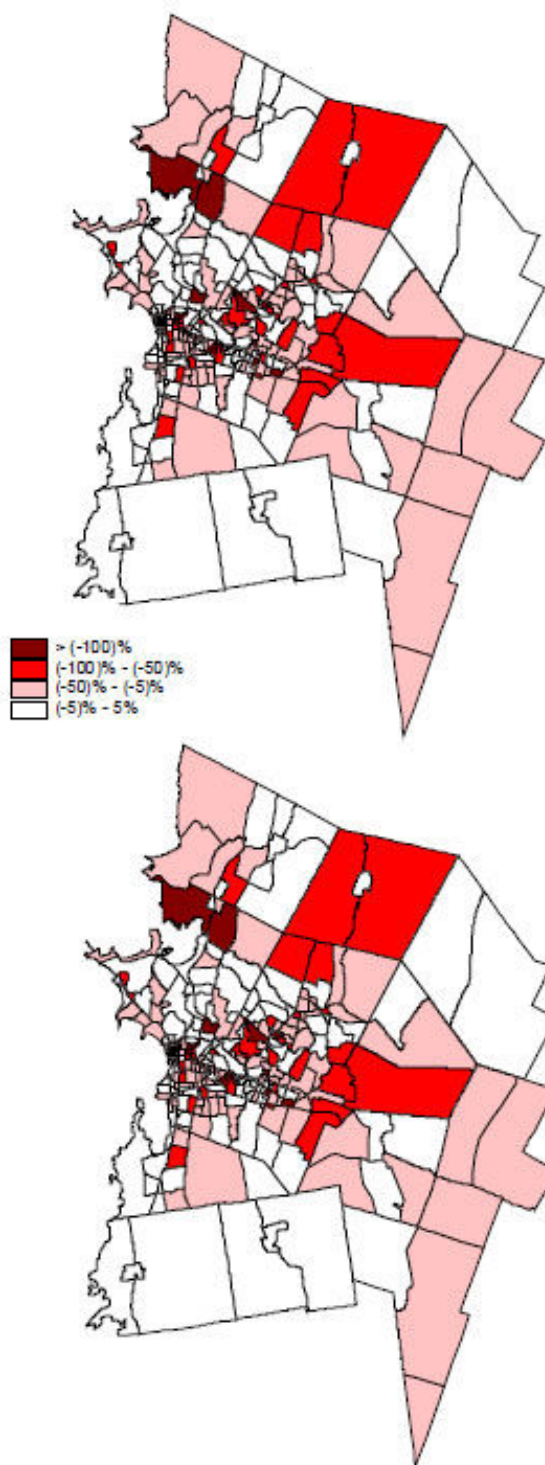 > (-100)%
(-100)% - (-50)%
(-50)% - (-5)%
(-5)% - 5%